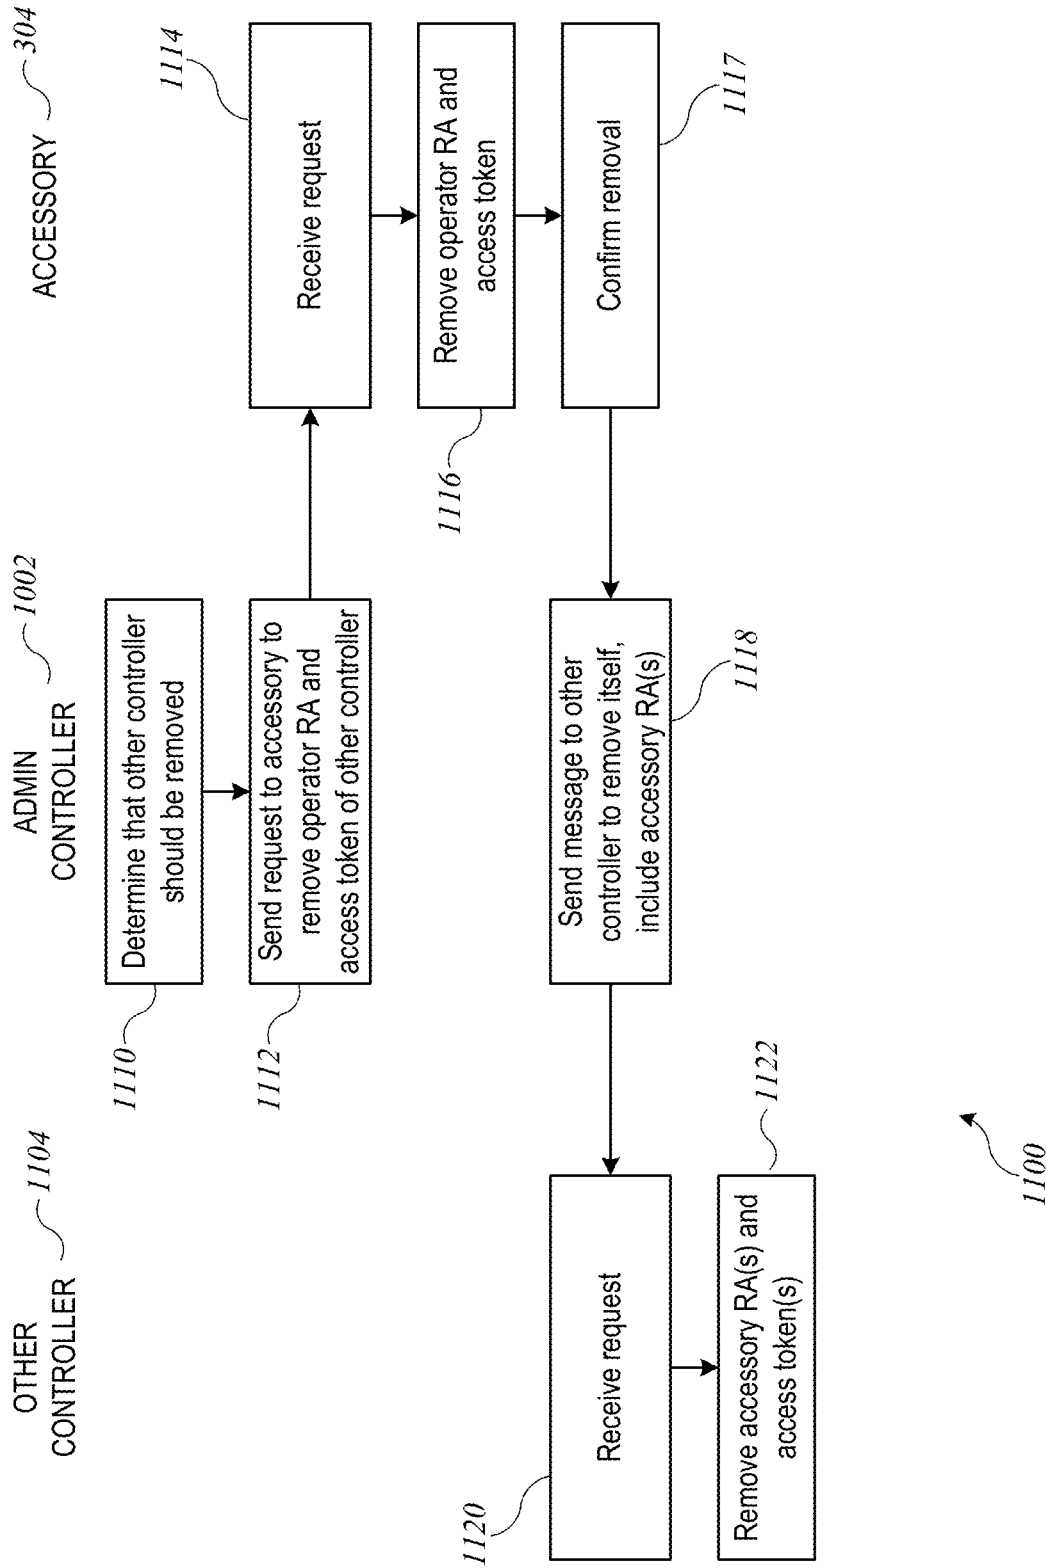 OTHER
CONTROLLER
1104
ADMIN
CONTROLLER
1002
ACCESSORY
304
1110
Determine that other controller
should be removed
1112
Send request to accessory to
remove operator RA and
access token of other controller
1114
Receive request
1116
Remove operator RA and
access token
1117
Confirm removal
1118
Send message to other
controller to remove itself,
include accessory RA(s)
1120
Receive request
1122
Remove accessory RA(s) and
access token(s)
1100